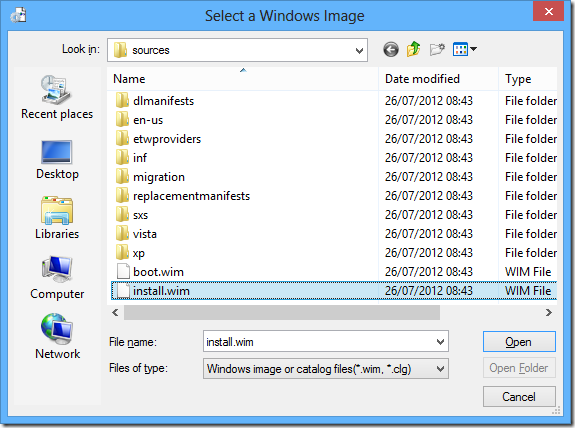 Select a Windows Image
Look in: sources
Name Date modified Type
dlmanifests 26/07/2012 08:43 File folder
en-us 26/07/2012 08:43 File folder
etwproviders 26/07/2012 08:43 File folder
inf 26/07/2012 08:43 File folder
migration 26/07/2012 08:43 File folder
replacementmanifests 26/07/2012 08:43 File folder
sxs 26/07/2012 08:43 File folder
vista 26/07/2012 08:43 File folder
xp 26/07/2012 08:43 File folder
boot.wim 26/07/2012 08:43 WIM File
install.wim 26/07/2012 08:43 WIM File
Recent places
Desktop
Libraries
Computer
Network
File name: install.wim Open
Files of type: Windows image or catalog files(*.wim, *.clg) Open Folder
Cancel